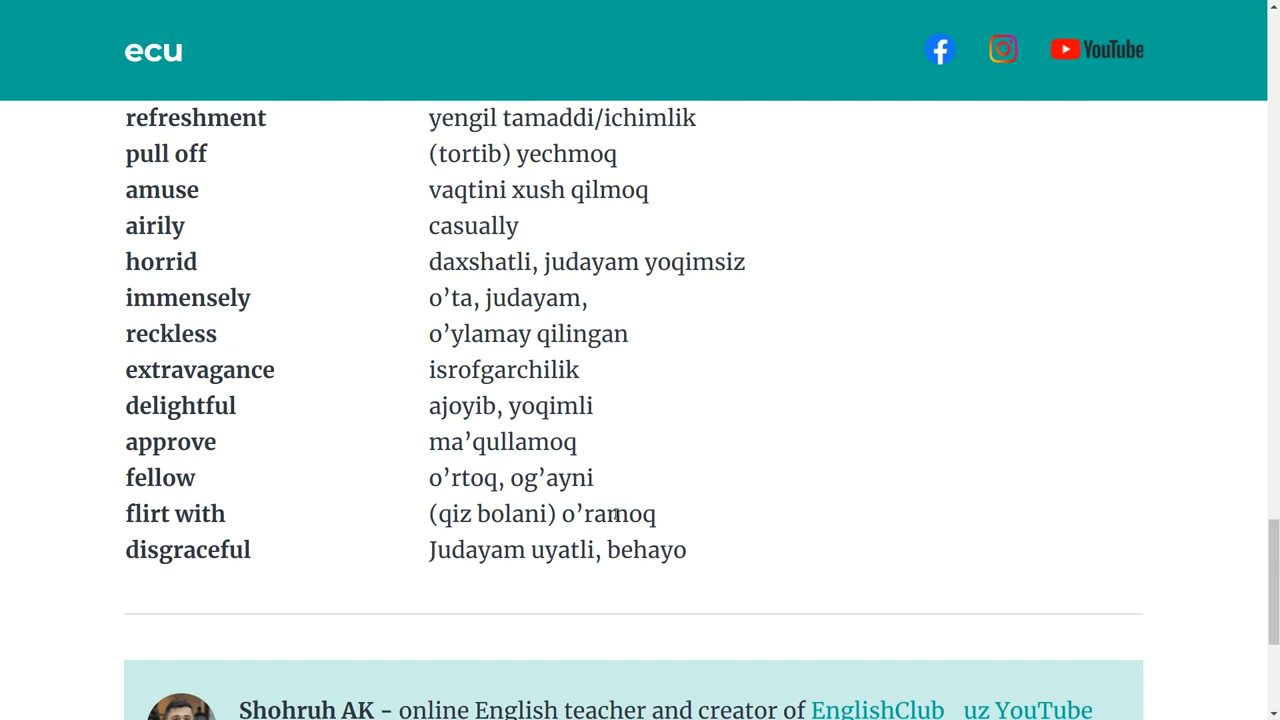 ecu
YouTube
refreshment yengil tamaddi/ichimlik
pull off (tortib) yechmoq
amuse vaqtini xush qilmoq
airily casually
horrid daxshatli, judayam yoqimsiz
immensely o’ta, judayam,
reckless o’ylamay qilingan
extravagance isrofgarchilik
delightful ajoyib, yoqimli
approve ma’qullamoq
fellow o’rtoq, og’ayni
flirt with (qiz bolani) o’ramoq
disgraceful Judayam uyatli, behayo
Shohruh AK – online English teacher and creator of EnglishClub_uz YouTube